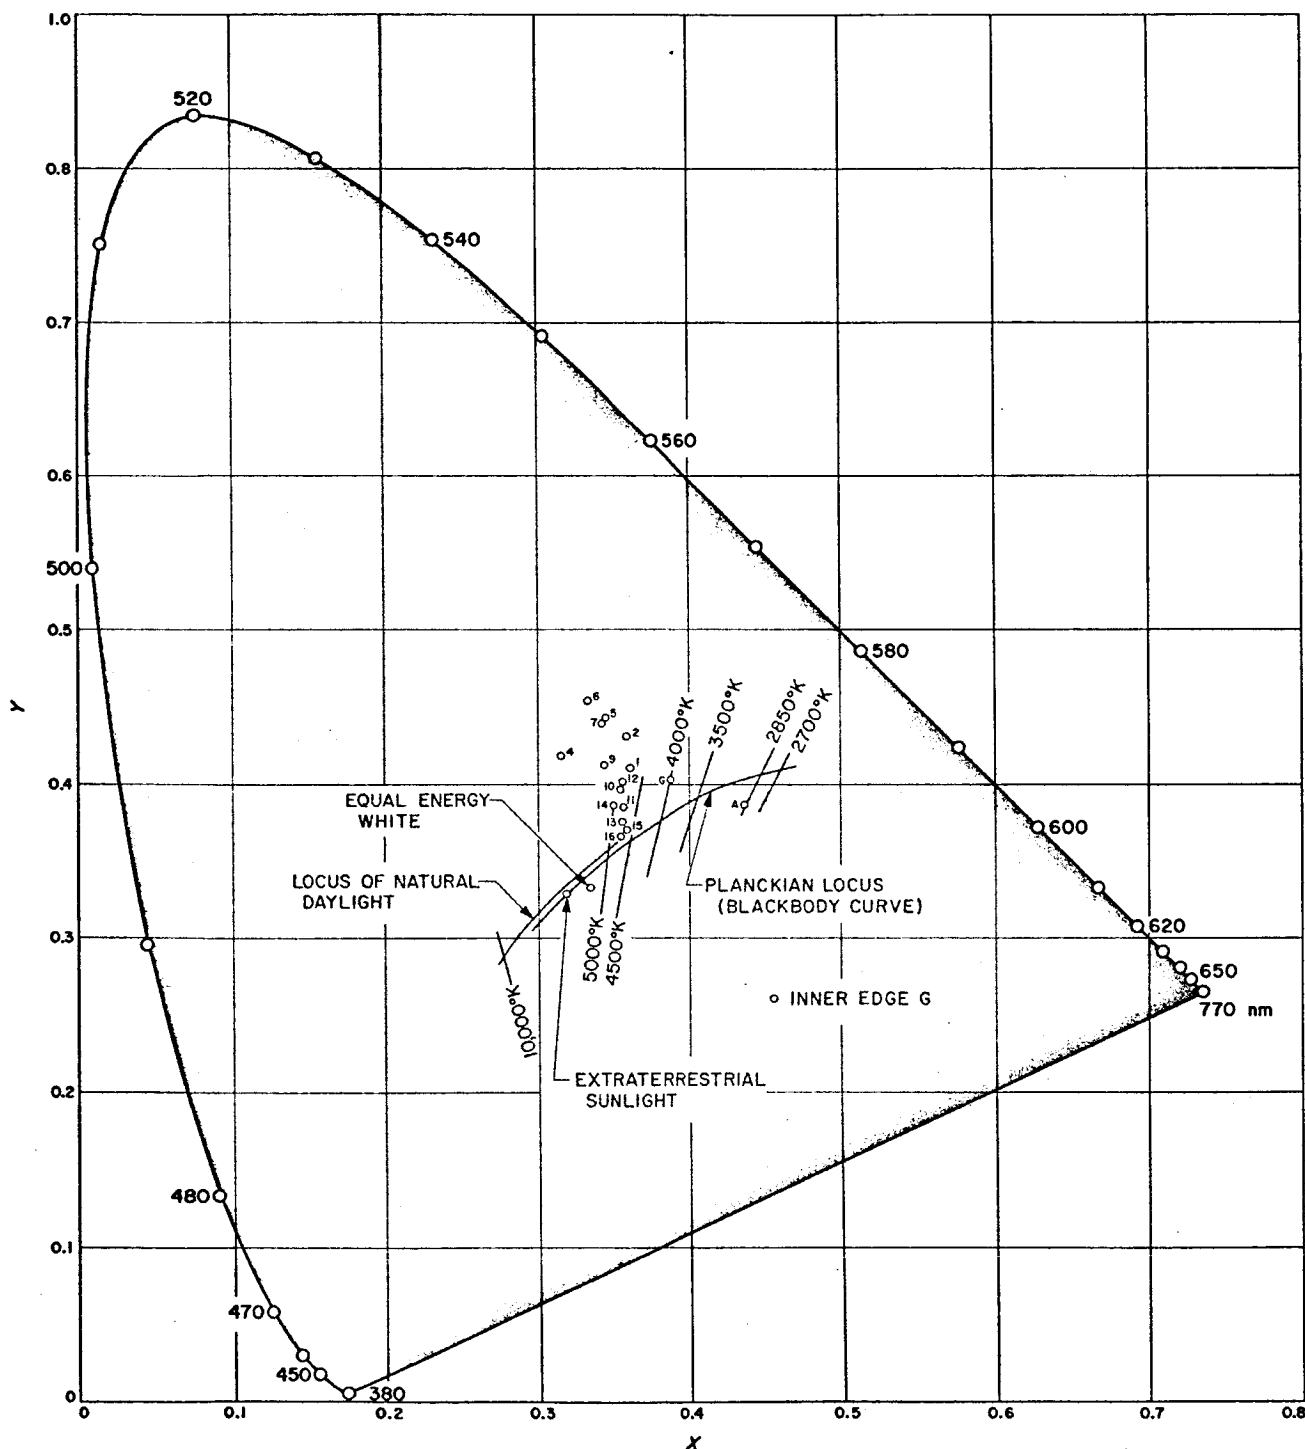 1.0
520
0.8
540
0.7
560
0.6
500
0.5
580
6
5
7
2
4
9
1
12
10
G
4000°K
3500°K
2850°K
2700°K
0.4
600
14
11
A
13
15
16
EQUAL ENERGY
WHITE
LOCUS OF NATURAL
DAYLIGHT
PLANCKIAN LOCUS
(BLACKBODY CURVE)
620
0.3
5000°K
4500°K
10,000°K
650
INNER EDGE G
770 nm
EXTRATERRESTRIAL
SUNLIGHT
0.2
480
0.1
470
450
380
0
0
0.1
0.2
0.3
0.4
0.5
0.6
0.7
0.8
X
Y